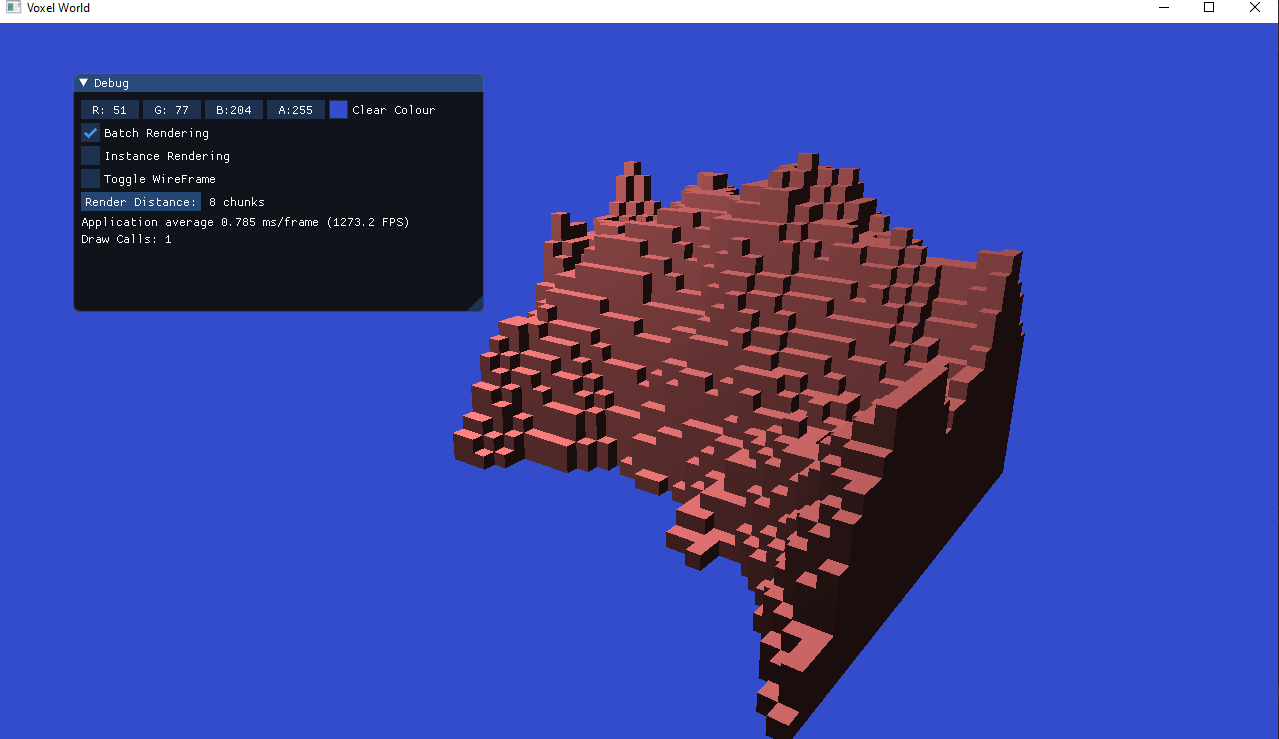 Voxel World
Debug
R: 51 G: 77 B:204 A:255 Clear Colour
Batch Rendering
Instance Rendering
Toggle WireFrame
Render Distance: 8 chunks
Application average 0.785 ms/frame (1273.2 FPS)
Draw Calls: 1